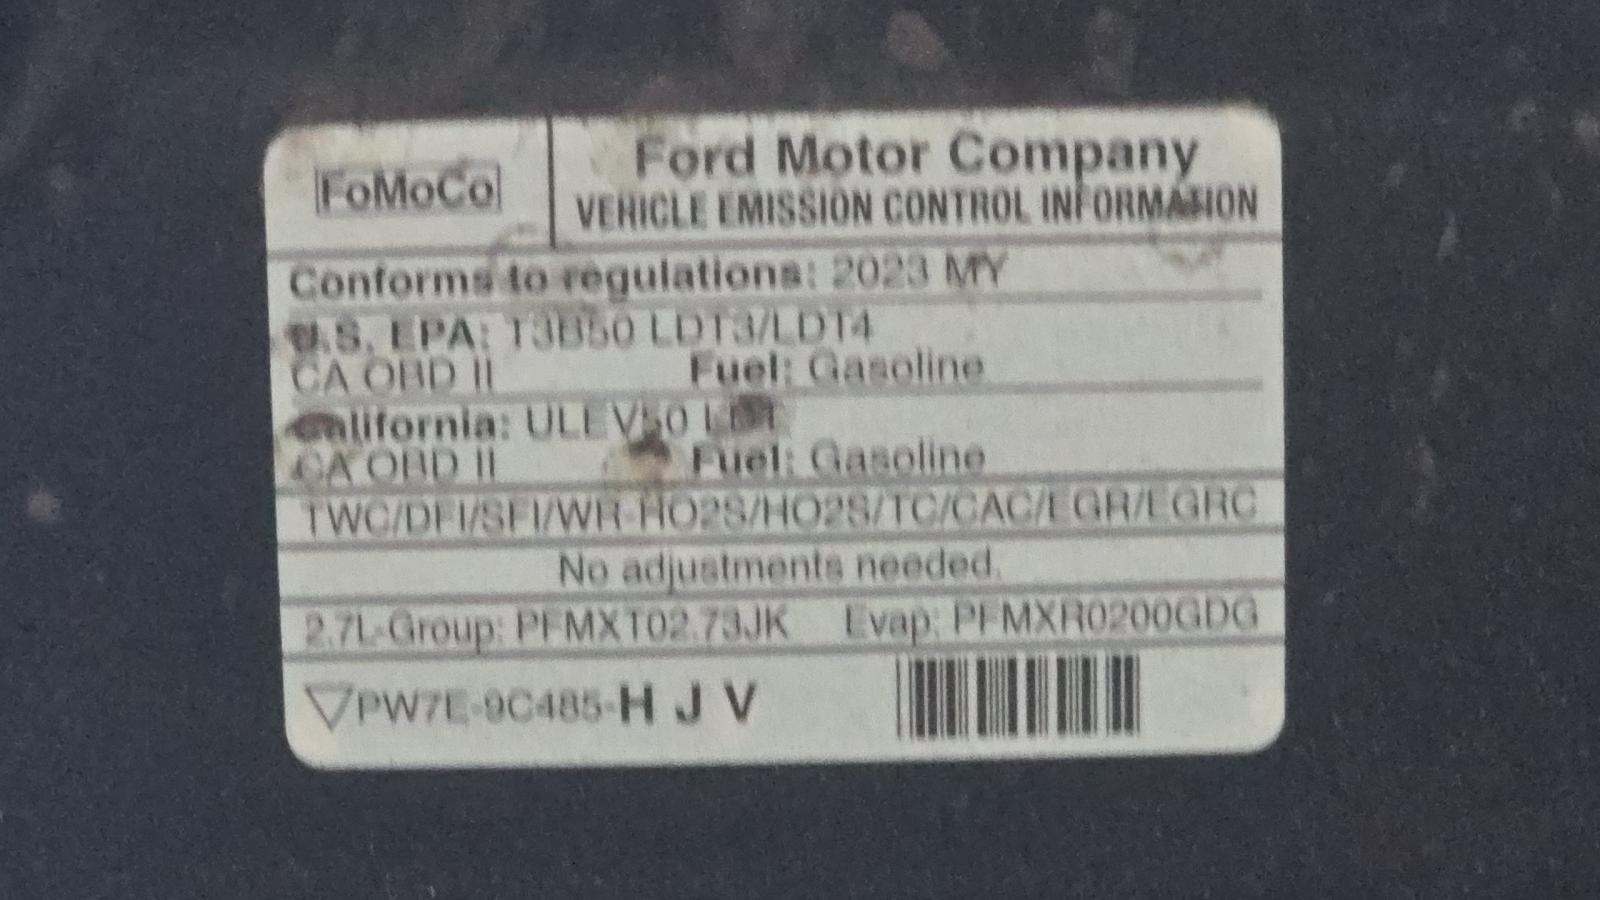 FoMoCo
Ford Motor Company
VEHICLE EMISSION CONTROL INFORMATION
Conforms to regulations: 2023 MY
U.S. EPA: T3B50 LDT3/LDT4
CA OBD II Fuel: Gasoline
California: ULEV50 LDT
CA OBD II Fuel: Gasoline
TWC/DFI/SFI/WR-HO2S/HO2S/TC/CAC/EGR/EGRC
No adjustments needed.
2.7L-Group: PFMXT02.73JK Evap: PFMXR0200GDG
PW7E-9C485-H J V